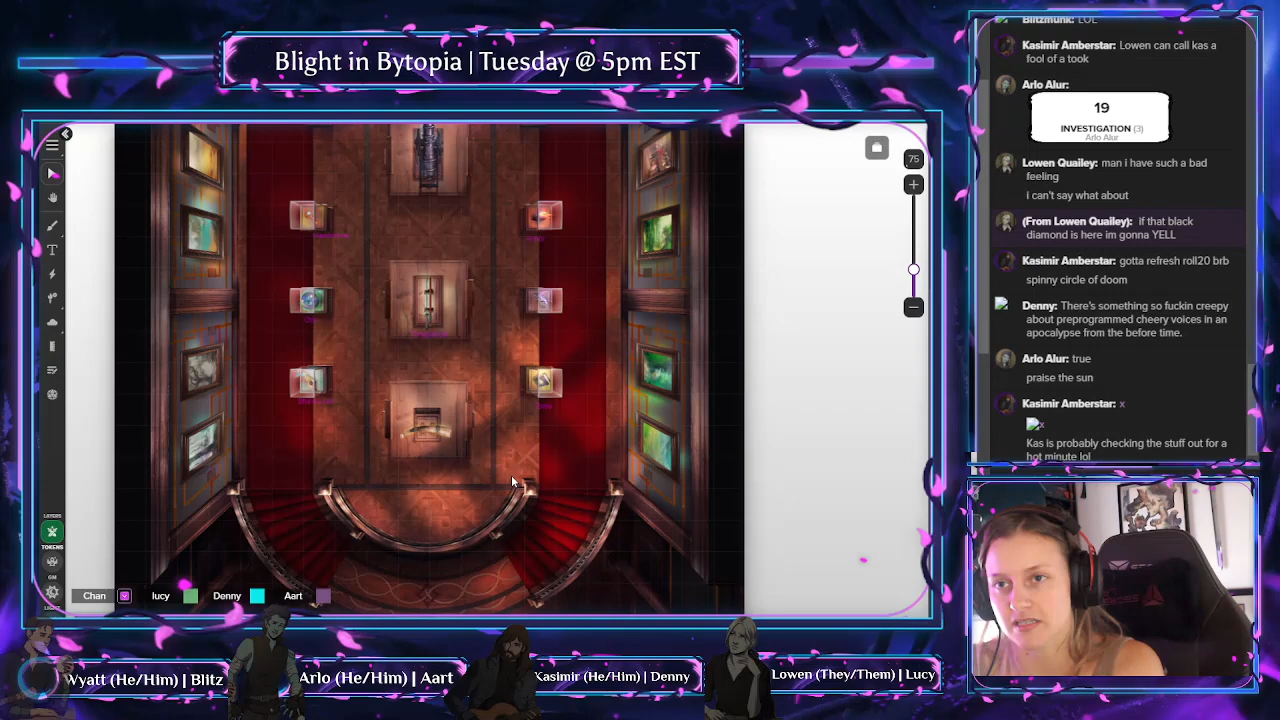 Blight in Bytopia | Tuesday @ 5pm EST
75
LAYERS
TOKENS
GM
Chan
lucy
Denny
Aart
Blitzmunk: LOL
Kasimir Amberstar: Lowen can call kas a
fool of a took
Arlo Alur:
19
INVESTIGATION (3)
Arlo Alur
Lowen Quailey: man i have such a bad
feeling
i can't say what about
(From Lowen Quailey): if that black
diamond is here im gonna YELL
Kasimir Amberstar: gotta refresh roll20 brb
spinny circle of doom
Denny: There's something so fuckin creepy
about preprogrammed cheery voices in an
apocalypse from the before time.
Arlo Alur: true
praise the sun
Kasimir Amberstar: x
x
Kas is probably checking the stuff out for a
hot minute lol
Wyatt (He/Him) | Blitz
Arlo (He/Him) | Aart
Kasimir (He/Him) | Denny
Lowen (They/Them) | Lucy